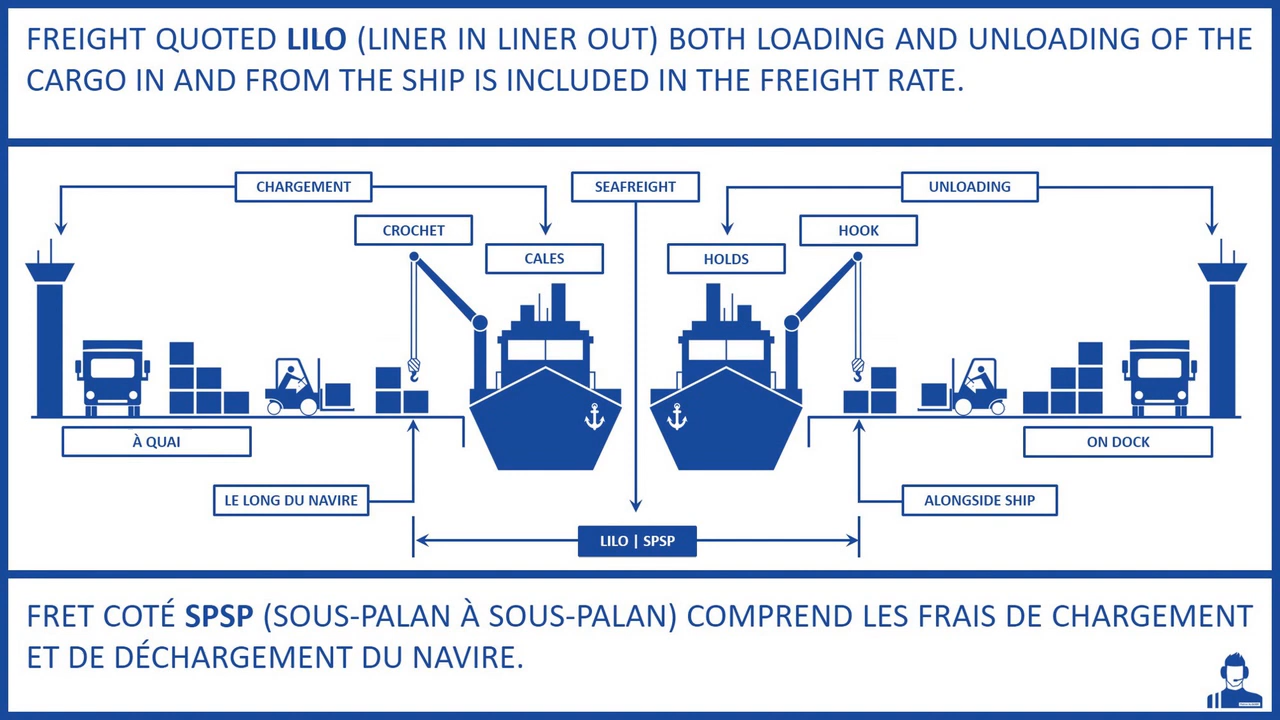 FREIGHT QUOTED LILO (LINER IN LINER OUT) BOTH LOADING AND UNLOADING OF THE
CARGO IN AND FROM THE SHIP IS INCLUDED IN THE FREIGHT RATE.
CHARGEMENT
SEAFREIGHT
UNLOADING
CROCHET
HOOK
CALES
HOLDS
À QUAI
ON DOCK
LE LONG DU NAVIRE
ALONGSIDE SHIP
LILO | SPSP
FRET COTÉ SPSP (SOUS-PALAN À SOUS-PALAN) COMPREND LES FRAIS DE CHARGEMENT
ET DE DÉCHARGEMENT DU NAVIRE.